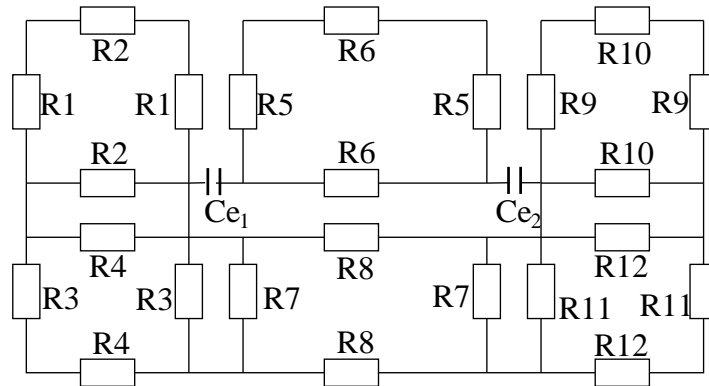 R2 R6 R10
R1 R1 R5 R5 R9 R9
R2 R6 R10
Ce1 Ce2
R4 R8 R12
R3 R3 R7 R7 R11 R11
R4 R8 R12